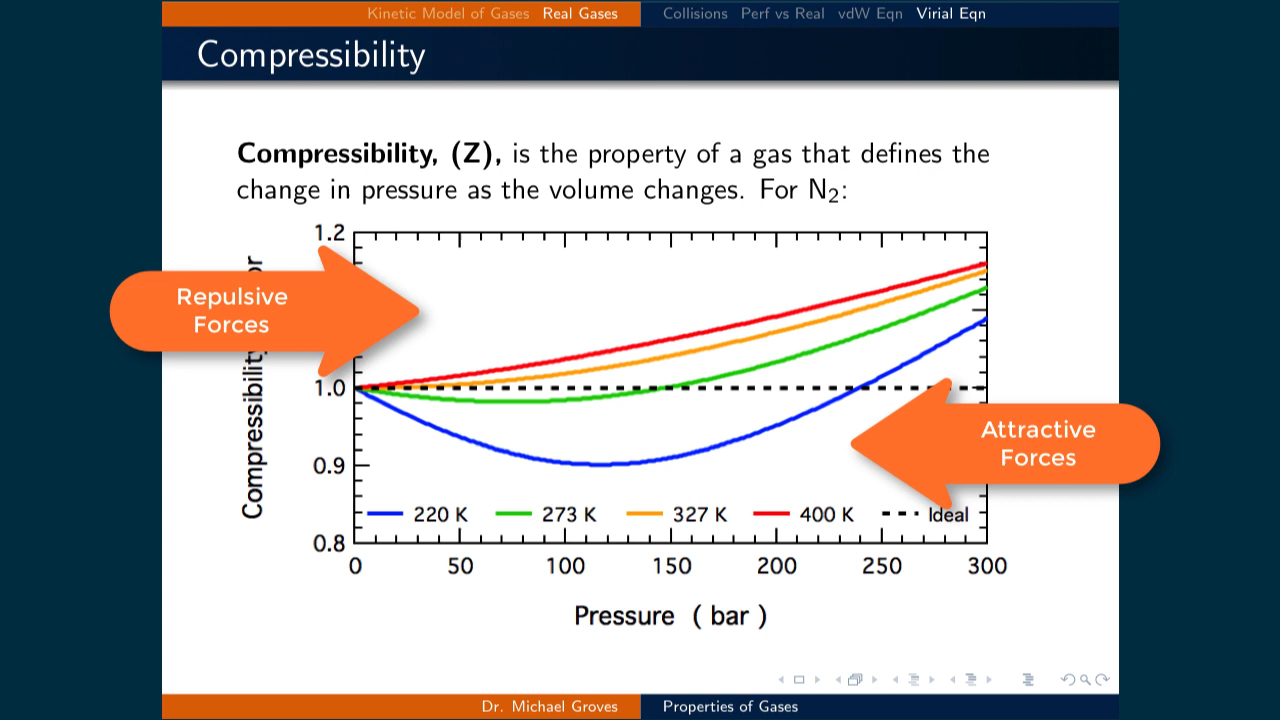 Kinetic Model of Gases Real Gases Collisions Perf vs Real vdW Eqn Virial Eqn
Compressibility
Compressibility, (Z), is the property of a gas that defines the
change in pressure as the volume changes. For N₂:
1.2
Repulsive
Forces
1.0
Compressibility
Attractive
Forces
0.9
220 K 273 K 327 K 400 K Ideal
0.8
0 50 100 150 200 250 300
Pressure ( bar )
Dr. Michael Groves Properties of Gases